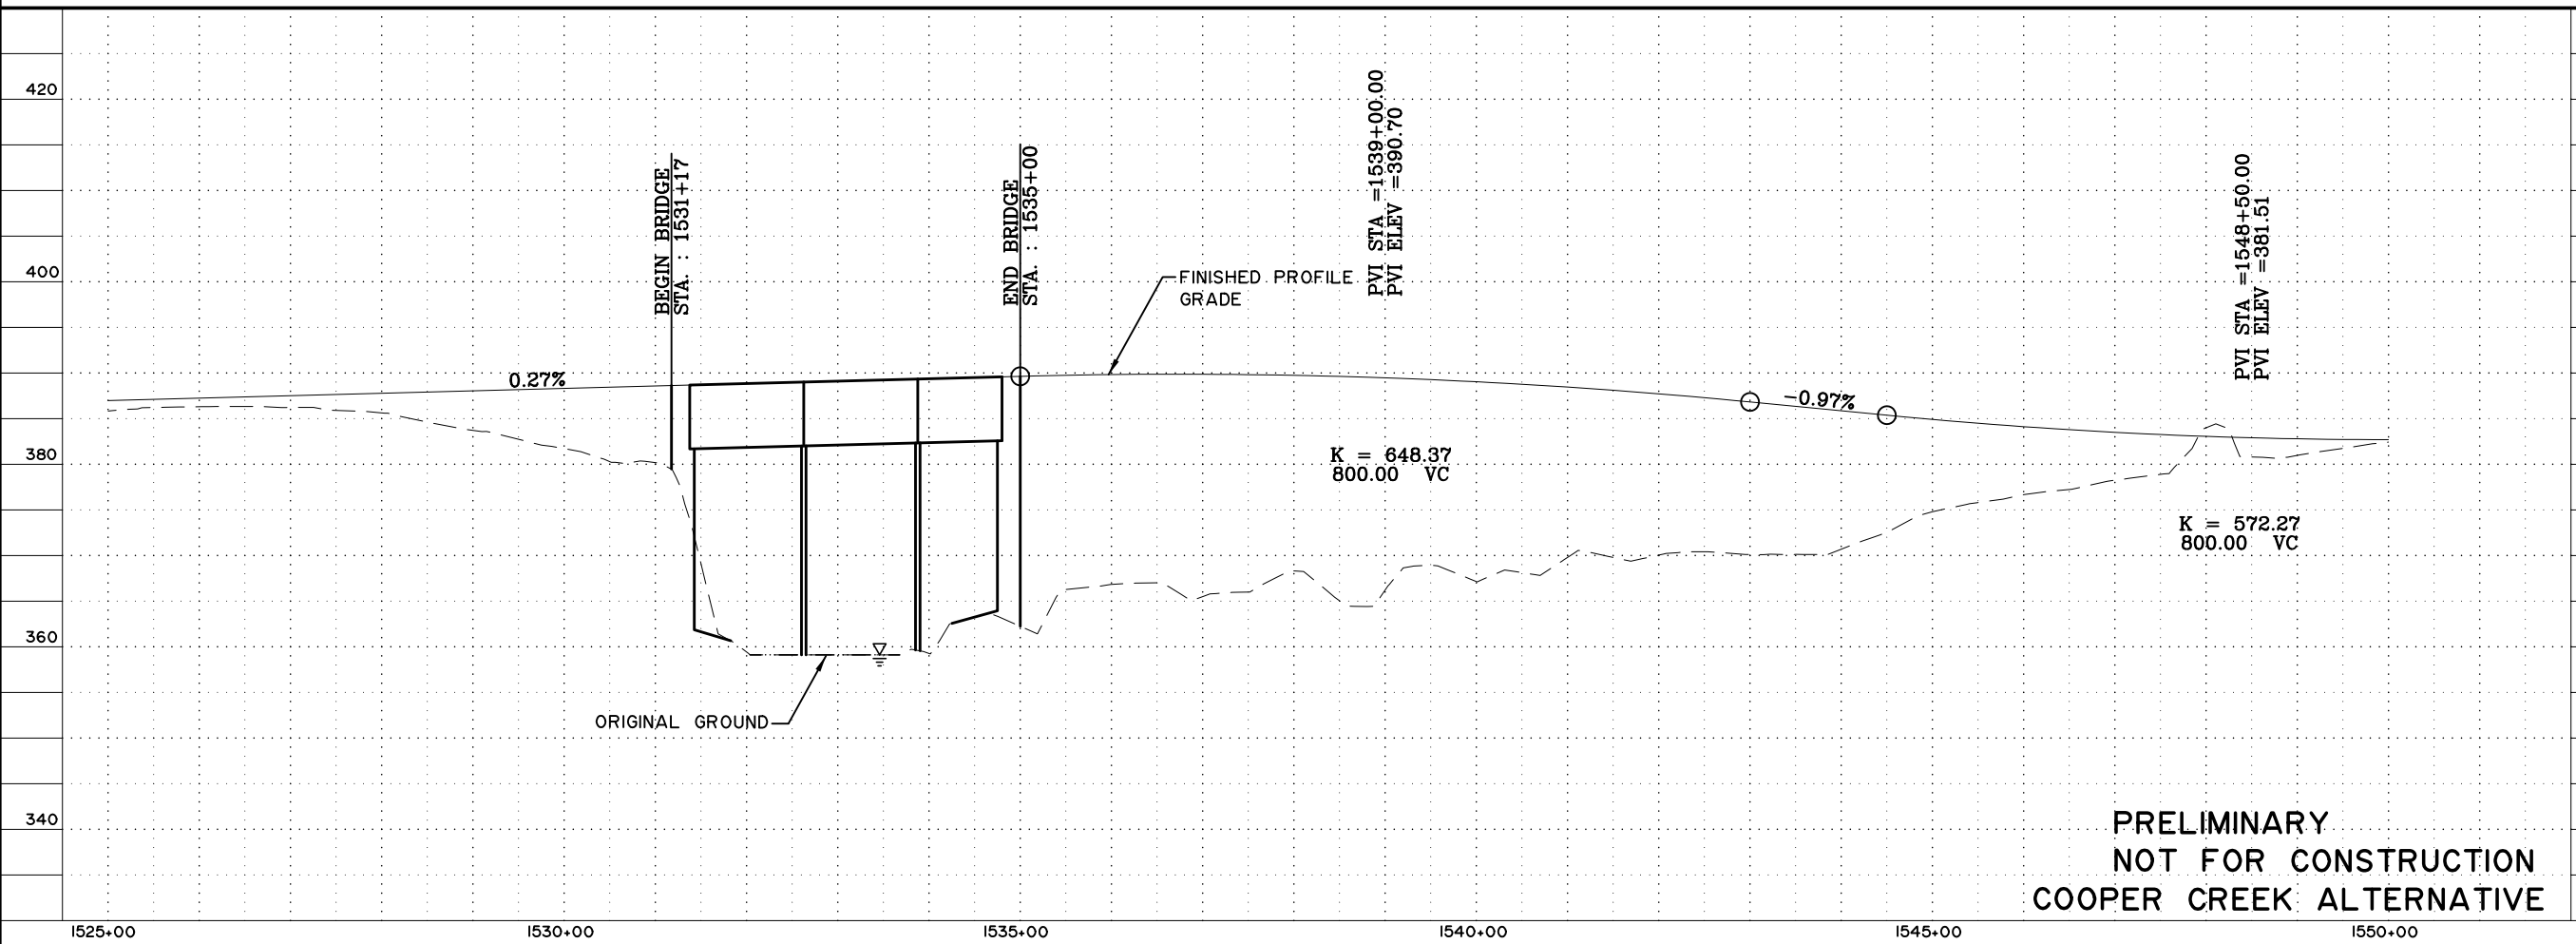 420
400
380
360
340
BEGIN BRIDGE
STA. : 1531+17
END BRIDGE
STA. : 1535+00
FINISHED PROFILE
GRADE
PVI STA =1539+00.00
PVI ELEV =390.70
PVI STA =1548+50.00
PVI ELEV =381.51
0.27%
-0.97%
K = 648.37
800.00 VC
K = 572.27
800.00 VC
ORIGINAL GROUND
PRELIMINARY
NOT FOR CONSTRUCTION
COOPER CREEK ALTERNATIVE
1525+00
1530+00
1535+00
1540+00
1545+00
1550+00